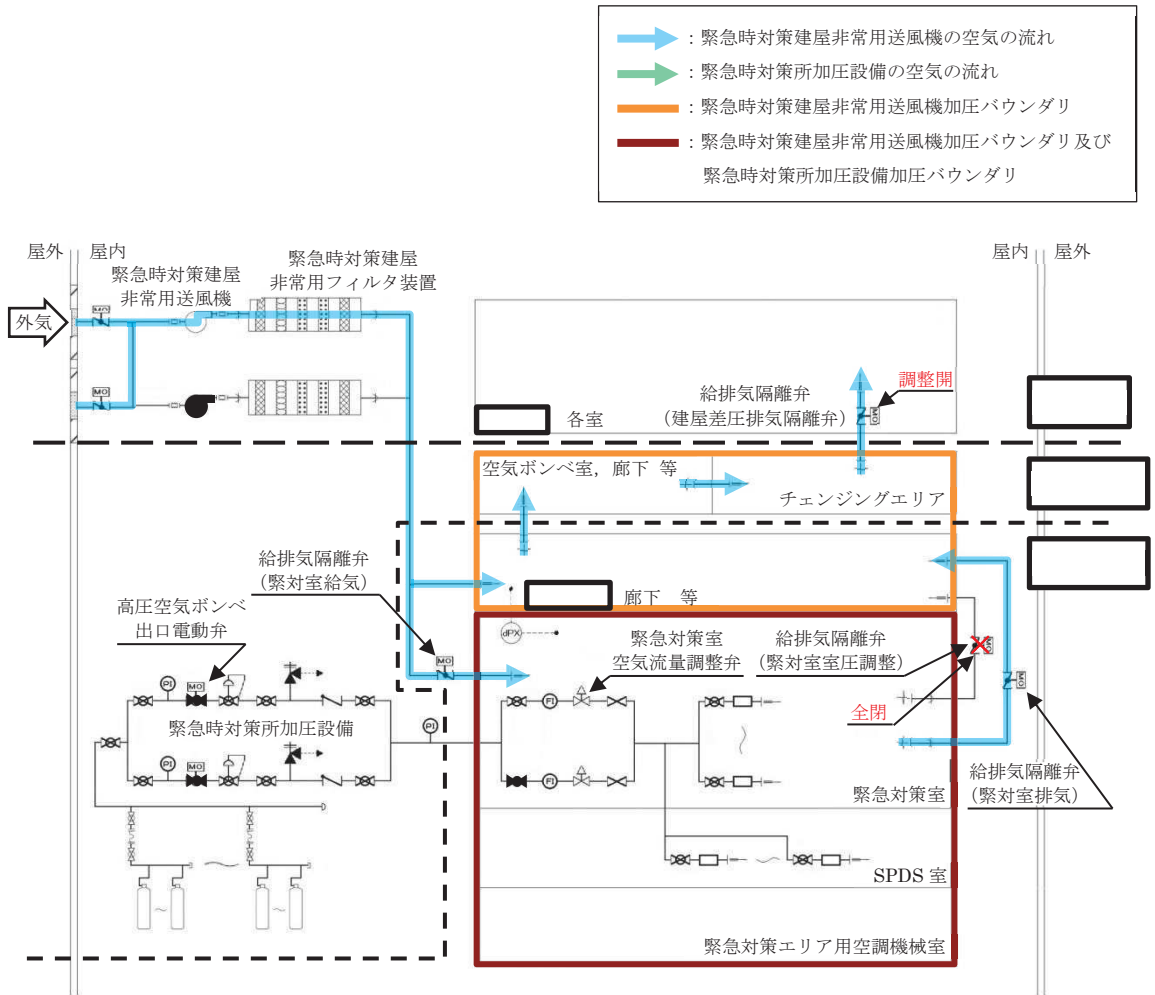 ：緊急時対策建屋非常用送風機の空気の流れ
：緊急時対策所加圧設備の空気の流れ
：緊急時対策建屋非常用送風機加圧バウンダリ
：緊急時対策建屋非常用送風機加圧バウンダリ及び
緊急時対策所加圧設備加圧バウンダリ
屋外
屋内
緊急時対策建屋
非常用送風機
緊急時対策建屋
非常用フィルタ装置
屋内
屋外
外気
MO
MO
給排気隔離弁
（建屋差圧排気隔離弁）
調整開
MO
各室
空気ボンベ室，廊下 等
チェンジングエリア
給排気隔離弁
（緊対室給気）
廊下 等
高圧空気ボンベ
出口電動弁
dPX
緊急対策室
空気流量調整弁
給排気隔離弁
（緊対室室圧調整）
MO
MO
MO
全閉
PI
MO
FI
緊急時対策所加圧設備
PI
PI
MO
FI
給排気隔離弁
（緊対室排気）
緊急対策室
SPDS 室
緊急対策エリア用空調機械室